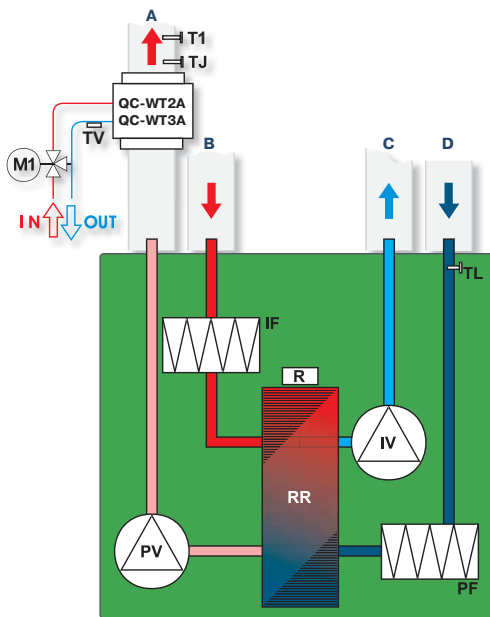 A
T1
TJ
QC-WT2A
QC-WT3A
TV
M1
IN
OUT
B
C
D
TL
IF
R
IV
RR
PV
PF